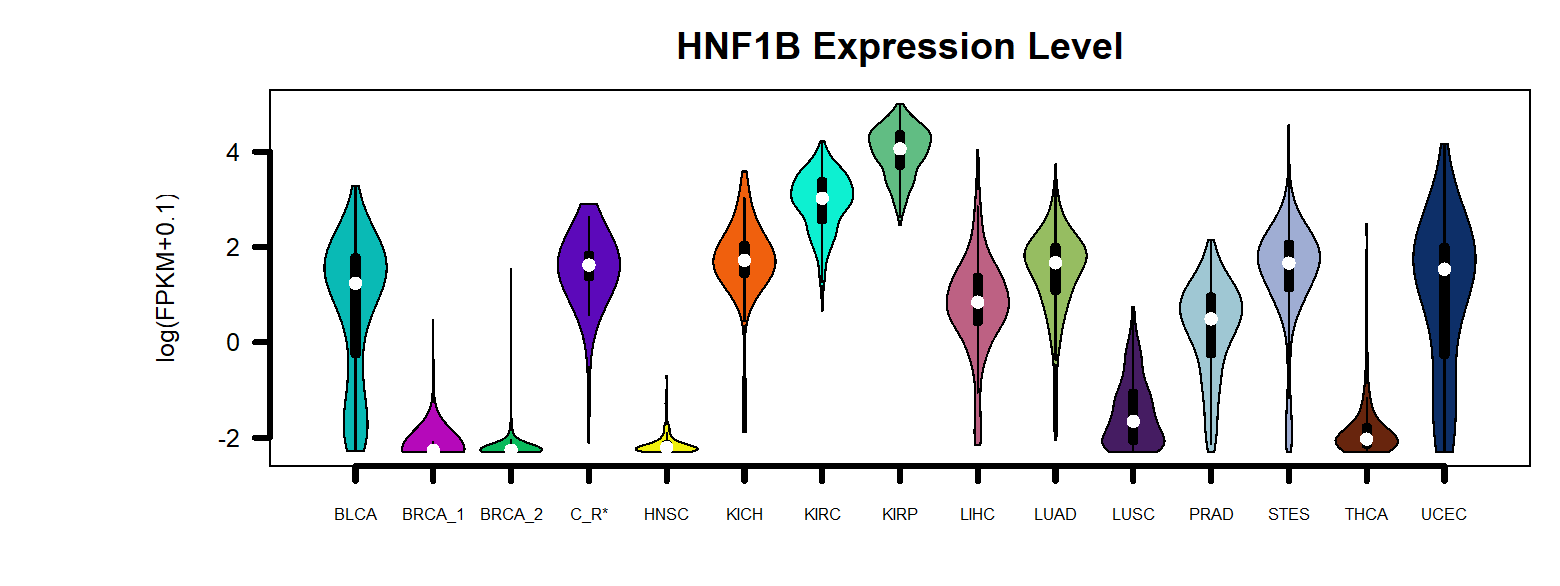 HNF1B Expression Level
log(FPKM+0.1)
4
2
0
-2
BLCA BRCA_1 BRCA_2 C_R* HNSC KICH KIRC KIRP LIHC LUAD LUSC PRAD STES THCA UCEC